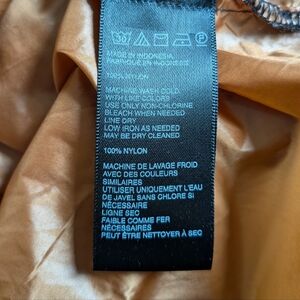 30 P
MADE IN INDONESIA
FABRIQUÉ EN INDONÉSIE
100% NYLON
MACHINE WASH COLD
WITH LIKE COLORS
USE ONLY NON-CHLORINE
BLEACH WHEN NEEDED
LINE DRY
LOW IRON AS NEEDED
MAY BE DRY CLEANED
100% NYLON
MACHINE DE LAVAGE FROID
AVEC DES COULEURS
SIMILAIRES
UTILISER UNIQUEMENT L'EAU
DE JAVEL SANS CHLORE SI
NÉCESSAIRE
LIGNE SEC
FAIBLE COMME FER
NÉCESSAIRES
PEUT ÊTRE NETTOYER À SEC